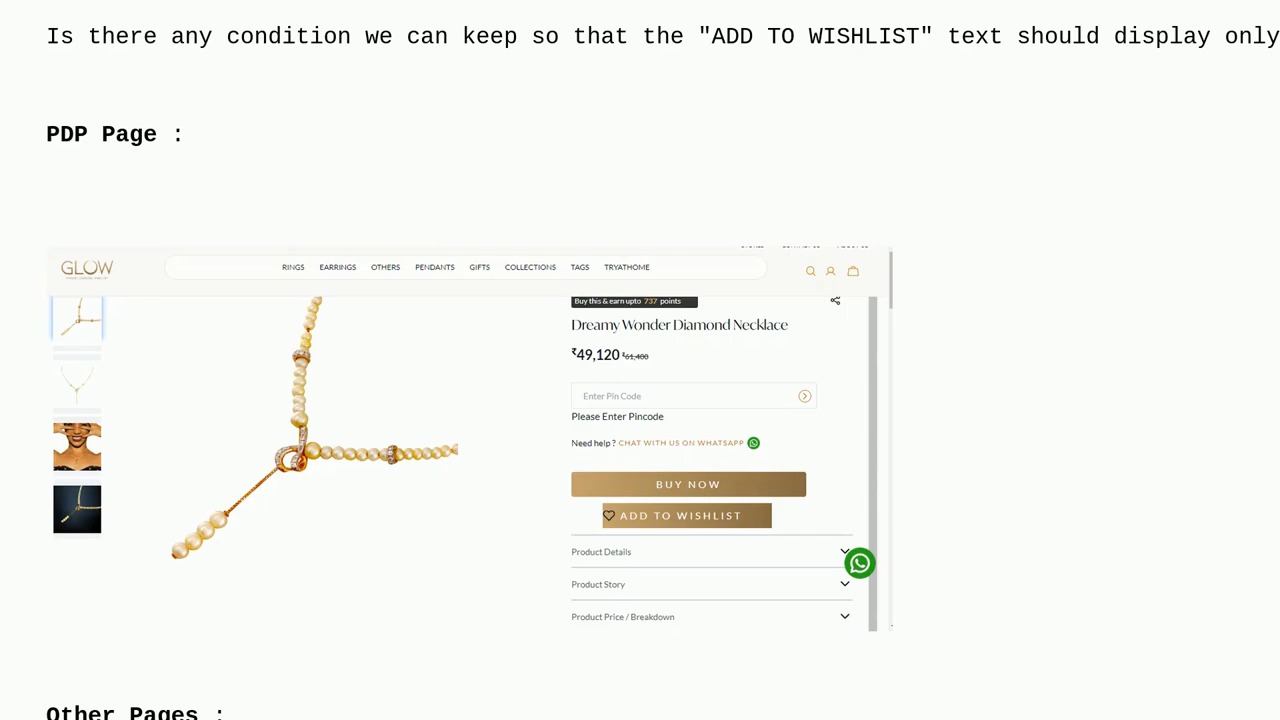 Is there any condition we can keep so that the "ADD TO WISHLIST" text should display only
PDP Page :
GLOW
RINGS EARRINGS OTHERS PENDANTS GIFTS COLLECTIONS TAGS TRYATHOME
Buy this & earn upto 737 points
Dreamy Wonder Diamond Necklace
₹49,120 ₹61,400
Enter Pin Code
Please Enter Pincode
Need help ? CHAT WITH US ON WHATSAPP
BUY NOW
ADD TO WISHLIST
Product Details
Product Story
Product Price / Breakdown
Other Pages :